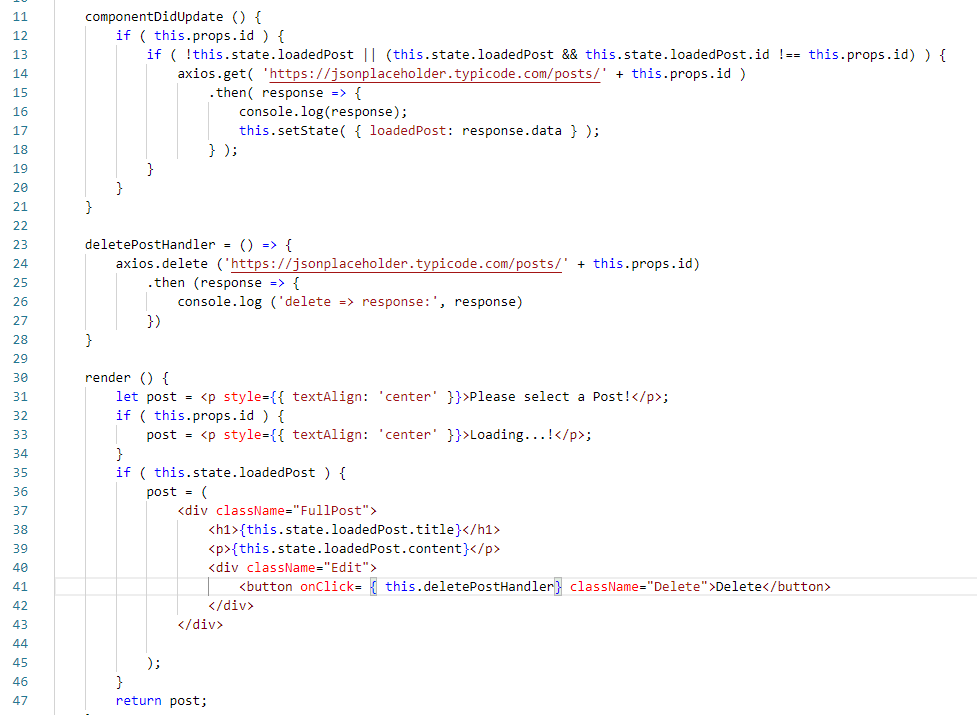 11 componentDidUpdate () {
12 if ( this.props.id ) {
13 if ( !this.state.loadedPost || (this.state.loadedPost && this.state.loadedPost.id !== this.props.id) ) {
14 axios.get( 'https://jsonplaceholder.typicode.com/posts/' + this.props.id )
15 .then( response => {
16 console.log(response);
17 this.setState( { loadedPost: response.data } );
18 } );
19 }
20 }
21 }
22
23 deletePostHandler = () => {
24 axios.delete ('https://jsonplaceholder.typicode.com/posts/' + this.props.id)
25 .then (response => {
26 console.log ('delete => response:', response)
27 })
28 }
29
30 render () {
31 let post = <p style={{ textAlign: 'center' }}>Please select a Post!</p>;
32 if ( this.props.id ) {
33 post = <p style={{ textAlign: 'center' }}>Loading...!</p>;
34 }
35 if ( this.state.loadedPost ) {
36 post = (
37 <div className="FullPost">
38 <h1>{this.state.loadedPost.title}</h1>
39 <p>{this.state.loadedPost.content}</p>
40 <div className="Edit">
41 <button onClick= { this.deletePostHandler} className="Delete">Delete</button>
42 </div>
43 </div>
44
45 );
46 }
47 return post;